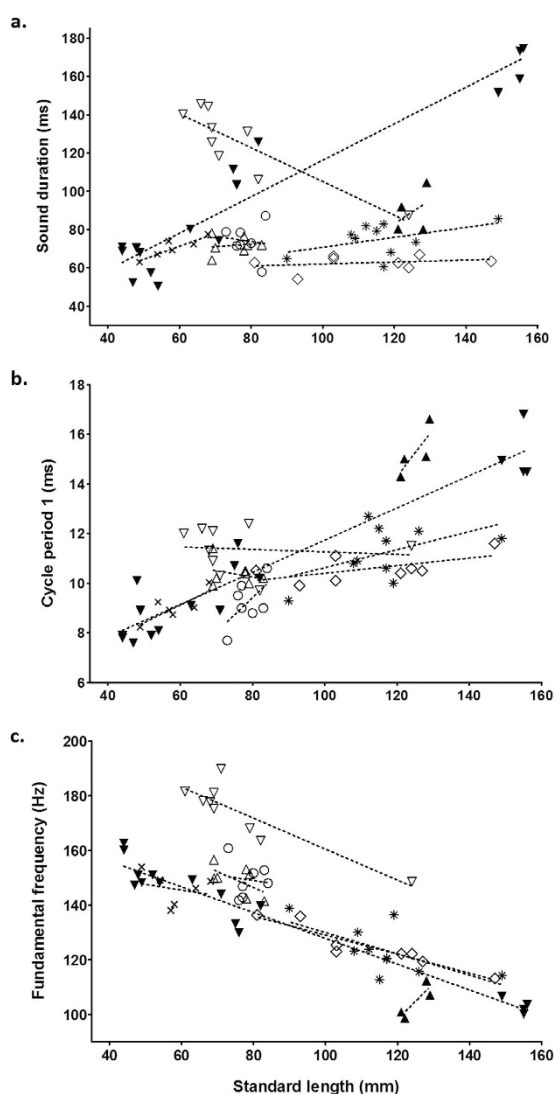 a.
Sound duration (ms)
180
160
140
120
100
80
60
40
40 60 80 100 120 140 160
b.
Cycle period 1 (ms)
18
16
14
12
10
8
6
40 60 80 100 120 140 160
c.
Fundamental frequency (Hz)
200
180
160
140
120
100
40 60 80 100 120 140 160
Standard length (mm)